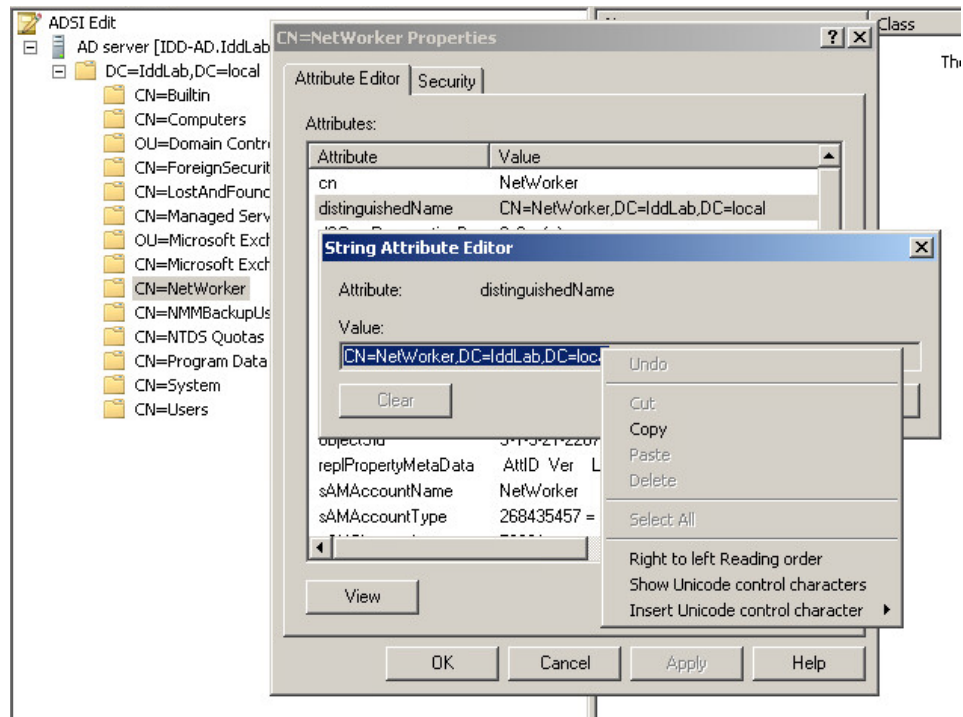 ADSI Edit
AD server [IDD-AD.IddLab
DC=IddLab,DC=local
CN=Builtin
CN=Computers
OU=Domain Contr
CN=ForeignSecurit
CN=LostAndFound
CN=Managed Serv
OU=Microsoft Exch
CN=Microsoft Exch
CN=NetWorker
CN=NMMBackupUs
CN=NTDS Quotas
CN=Program Data
CN=System
CN=Users
Class
The
CN=NetWorker Properties
Attribute Editor Security
Attributes:
Attribute Value
cn NetWorker
distinguishedName CN=NetWorker,DC=IddLab,DC=local
String Attribute Editor
Attribute: distinguishedName
Value:
CN=NetWorker,DC=IddLab,DC=loca
Clear
Undo
Cut
Copy
Paste
Delete
Select All
Right to left Reading order
Show Unicode control characters
Insert Unicode control character
objectSid
replPropertyMetaData AttID Ver L
sAMAccountName NetWorker
sAMAccountType 268435457 =
View
OK Cancel Apply Help